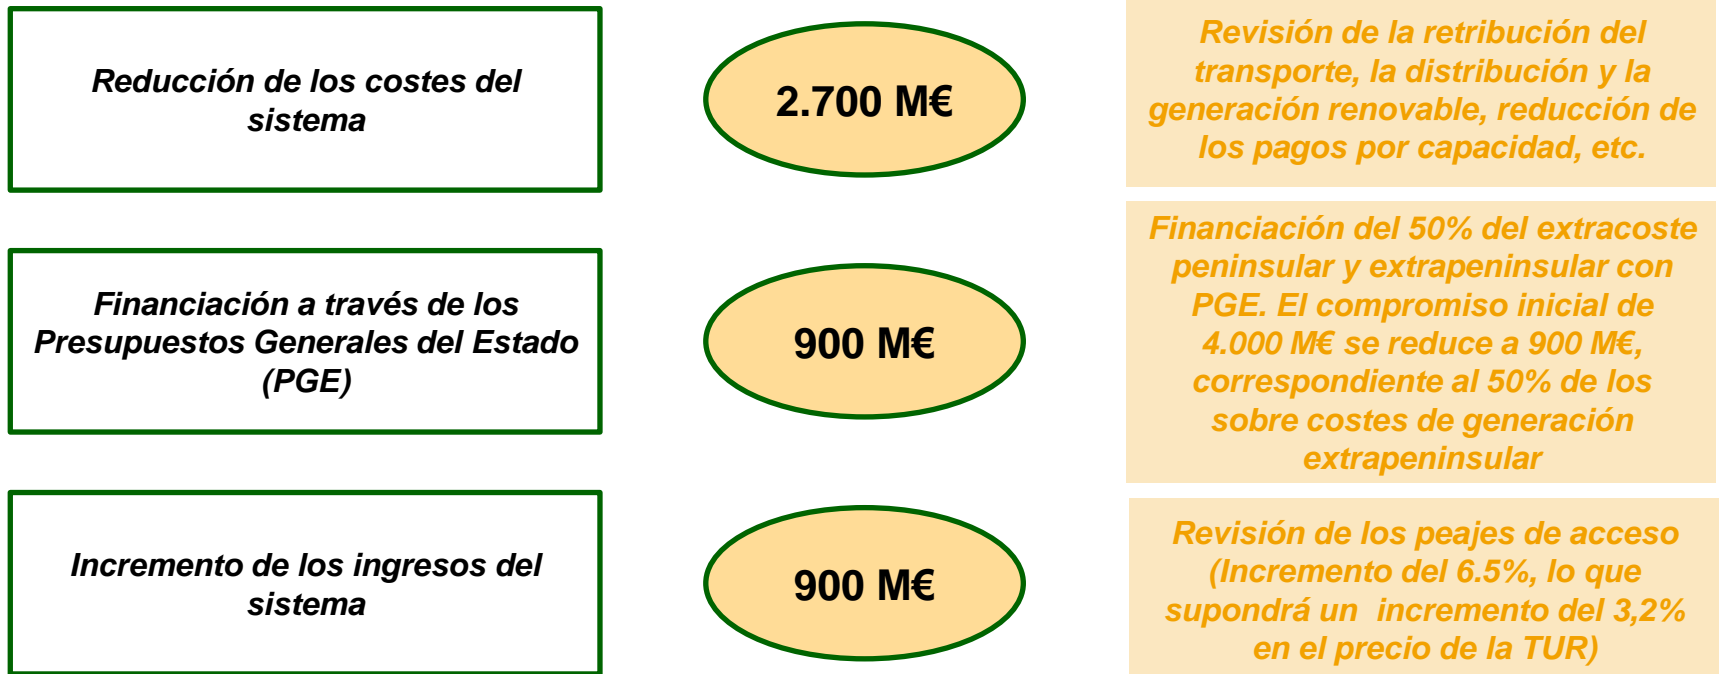 Reducción de los costes del
sistema
2.700 M€
Revisión de la retribución del
transporte, la distribución y la
generación renovable, reducción de
los pagos por capacidad, etc.
Financiación a través de los
Presupuestos Generales del Estado
(PGE)
900 M€
Financiación del 50% del extracoste
peninsular y extrapeninsular con
PGE. El compromiso inicial de
4.000 M€ se reduce a 900 M€,
correspondiente al 50% de los
sobre costes de generación
extrapeninsular
Incremento de los ingresos del
sistema
900 M€
Revisión de los peajes de acceso
(Incremento del 6.5%, lo que
supondrá un  incremento del 3,2%
en el precio de la TUR)